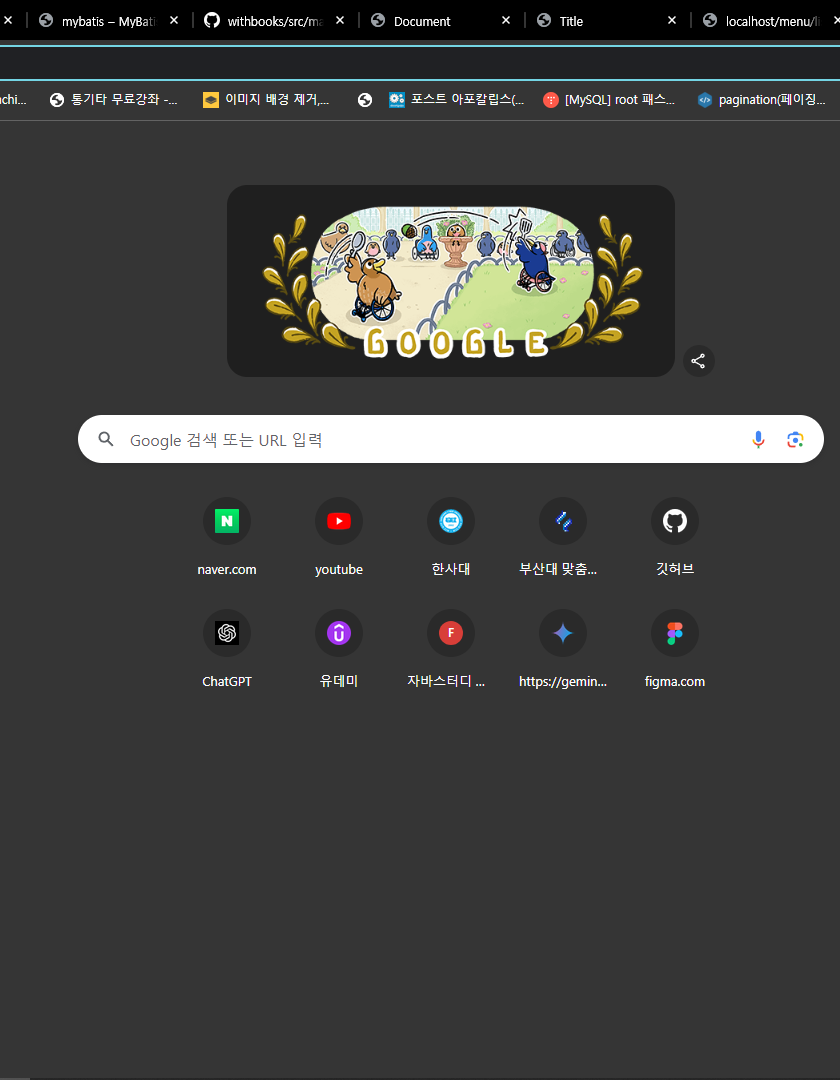 mybatis – MyBati
withbooks/src/ma
Document
Title
localhost/menu/li
통기타 무료강좌 -...
이미지 배경 제거,...
포스트 아포칼립스(...
[MySQL] root 패스...
pagination(페이징...
GOOGLE
Google 검색 또는 URL 입력
naver.com
youtube
한사대
부산대 맞춤...
깃허브
ChatGPT
유데미
자바스터디 ...
https://gemin...
figma.com